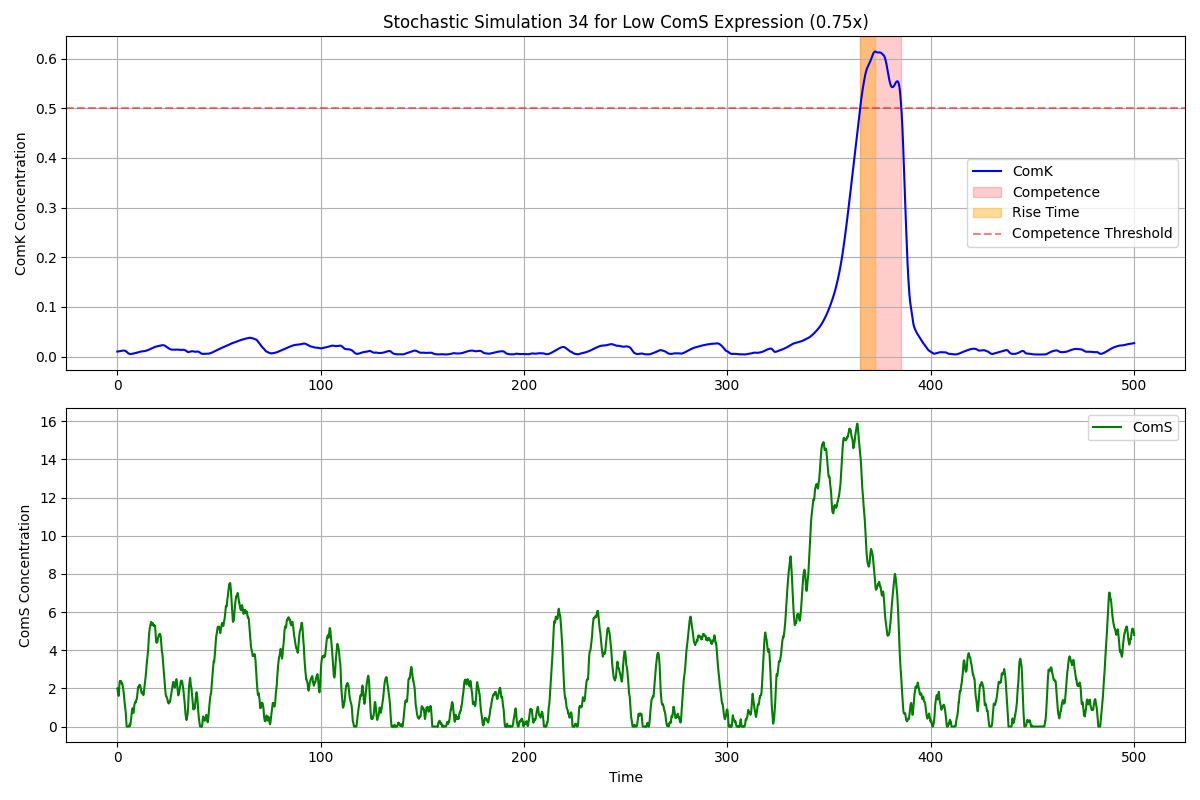 Stochastic Simulation 34 for Low ComS Expression (0.75x)
ComK Concentration
0.6
0.5
0.4
0.3
0.2
0.1
0.0
ComK
Competence
Rise Time
Competence Threshold
0 100 200 300 400 500
ComS Concentration
16
14
12
10
8
6
4
2
0
ComS
0 100 200 300 400 500
Time